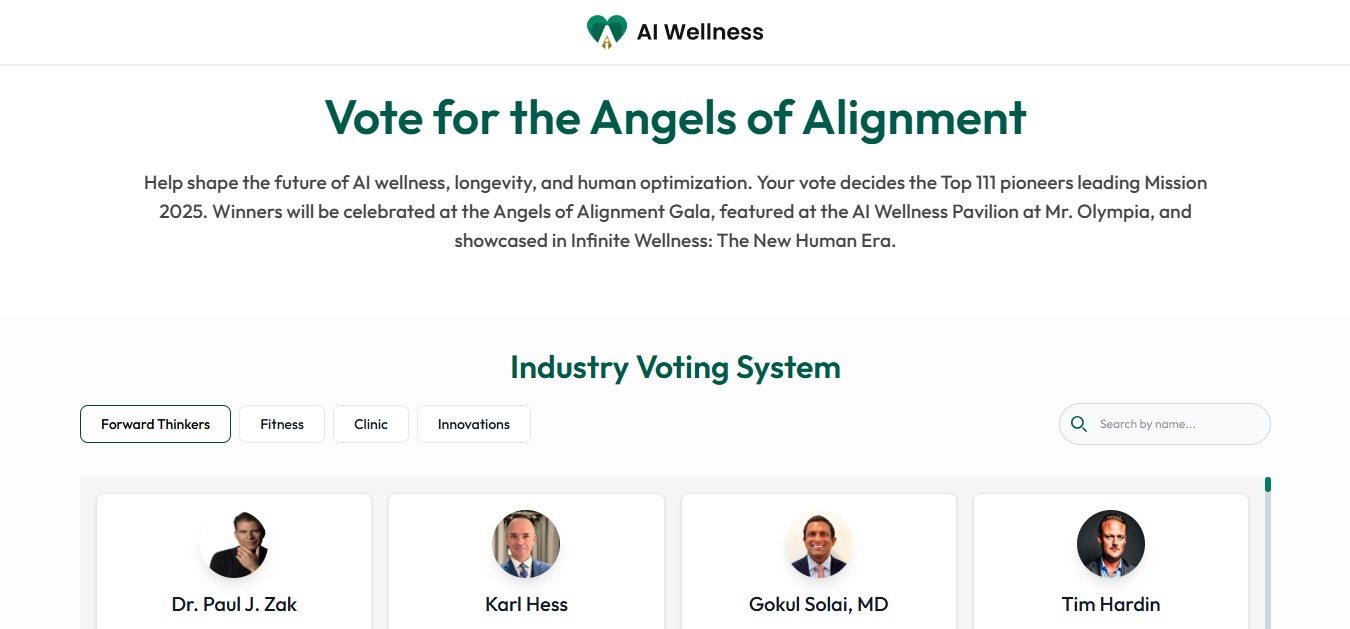 AI Wellness
Vote for the Angels of Alignment
Help shape the future of AI wellness, longevity, and human optimization. Your vote decides the Top 111 pioneers leading Mission
2025. Winners will be celebrated at the Angels of Alignment Gala, featured at the AI Wellness Pavilion at Mr. Olympia, and
showcased in Infinite Wellness: The New Human Era.
Industry Voting System
Forward Thinkers
Fitness
Clinic
Innovations
Search by name...
Dr. Paul J. Zak
Karl Hess
Gokul Solai, MD
Tim Hardin